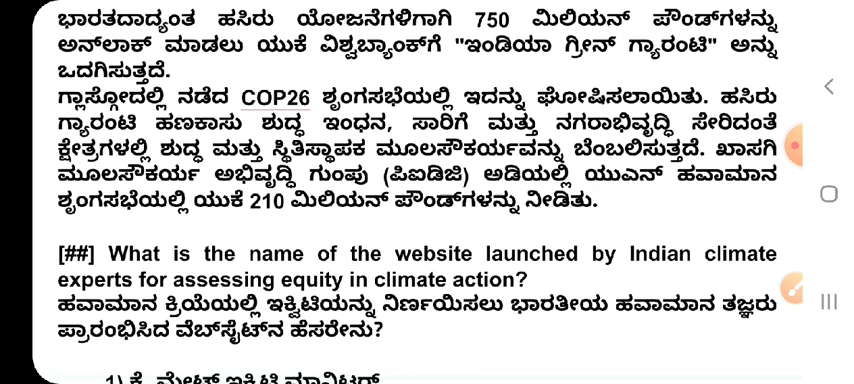 ಭಾರತದಾದ್ಯಂತ ಹಸಿರು ಯೋಜನೆಗಳಿಗಾಗಿ 750 ಮಿಲಿಯನ್ ಪೌಂಡ್‌ಗಳನ್ನು
ಅನ್‌ಲಾಕ್ ಮಾಡಲು ಯುಕೆ ವಿಶ್ವಬ್ಯಾಂಕ್‌ಗೆ "ಇಂಡಿಯಾ ಗ್ರೀನ್ ಗ್ಯಾರಂಟಿ" ಅನ್ನು
ಒದಗಿಸುತ್ತದೆ.
ಗ್ಲಾಸ್ಗೋದಲ್ಲಿ ನಡೆದ COP26 ಶೃಂಗಸಭೆಯಲ್ಲಿ ಇದನ್ನು ಘೋಷಿಸಲಾಯಿತು. ಹಸಿರು
ಗ್ಯಾರಂಟಿ ಹಣಕಾಸು ಶುದ್ಧ ಇಂಧನ, ಸಾರಿಗೆ ಮತ್ತು ನಗರಾಭಿವೃದ್ಧಿ ಸೇರಿದಂತೆ
ಕ್ಷೇತ್ರಗಳಲ್ಲಿ ಶುದ್ಧ ಮತ್ತು ಸ್ಥಿತಿಸ್ಥಾಪಕ ಮೂಲಸೌಕರ್ಯವನ್ನು ಬೆಂಬಲಿಸುತ್ತದೆ. ಖಾಸಗಿ
ಮೂಲಸೌಕರ್ಯ ಅಭಿವೃದ್ಧಿ ಗುಂಪು (ಪಿಐಡಿಜಿ) ಅಡಿಯಲ್ಲಿ ಯುಎನ್ ಹವಾಮಾನ
ಶೃಂಗಸಭೆಯಲ್ಲಿ ಯುಕೆ 210 ಮಿಲಿಯನ್ ಪೌಂಡ್‌ಗಳನ್ನು ನೀಡಿತು.
[##] What is the name of the website launched by Indian climate
experts for assessing equity in climate action?
ಹವಾಮಾನ ಕ್ರಿಯೆಯಲ್ಲಿ ಇಕ್ವಿಟಿಯನ್ನು ನಿರ್ಣಯಿಸಲು ಭಾರತೀಯ ಹವಾಮಾನ ತಜ್ಞರು
ಪ್ರಾರಂಭಿಸಿದ ವೆಬ್‌ಸೈಟ್‌ನ ಹೆಸರೇನು?